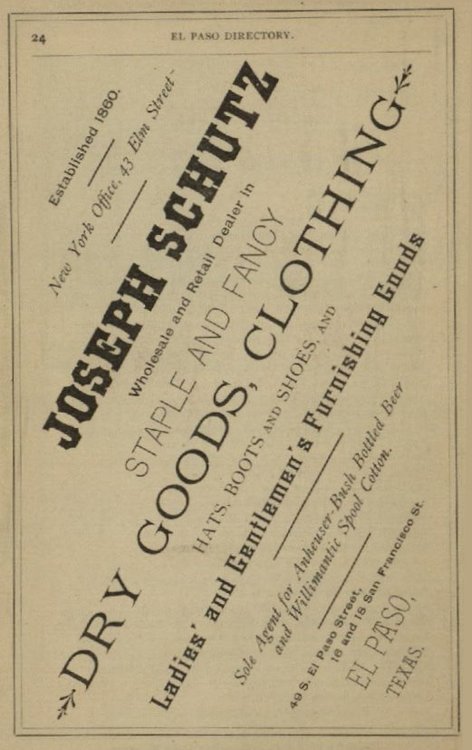 24
EL PASO DIRECTORY.
Established 1860.
New York Office, 43 Elm Street
JOSEPH SCHUTZ
Wholesale and Retail Dealer in
STAPLE AND FANCY
DRY GOODS, CLOTHING
HATS, BOOTS AND SHOES, AND
Ladies' and Gentlemen's Furnishing Goods
Sole Agent for Anheuser-Bush Bottled Beer
and Willimantic Spool Cotton.
49 S. El Paso Street,
16 and 18 San Francisco St.
EL PASO,
TEXAS.